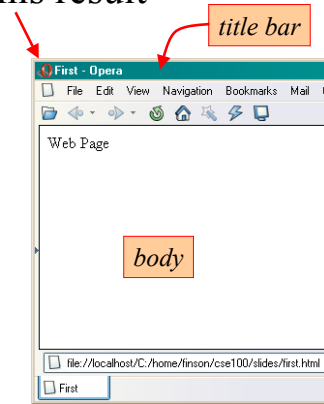 result
title bar
First - Opera
File Edit View Navigation Bookmarks Mail
Web Page
body
file://localhost/C:/home/finson/cse100/slides/first.html
First